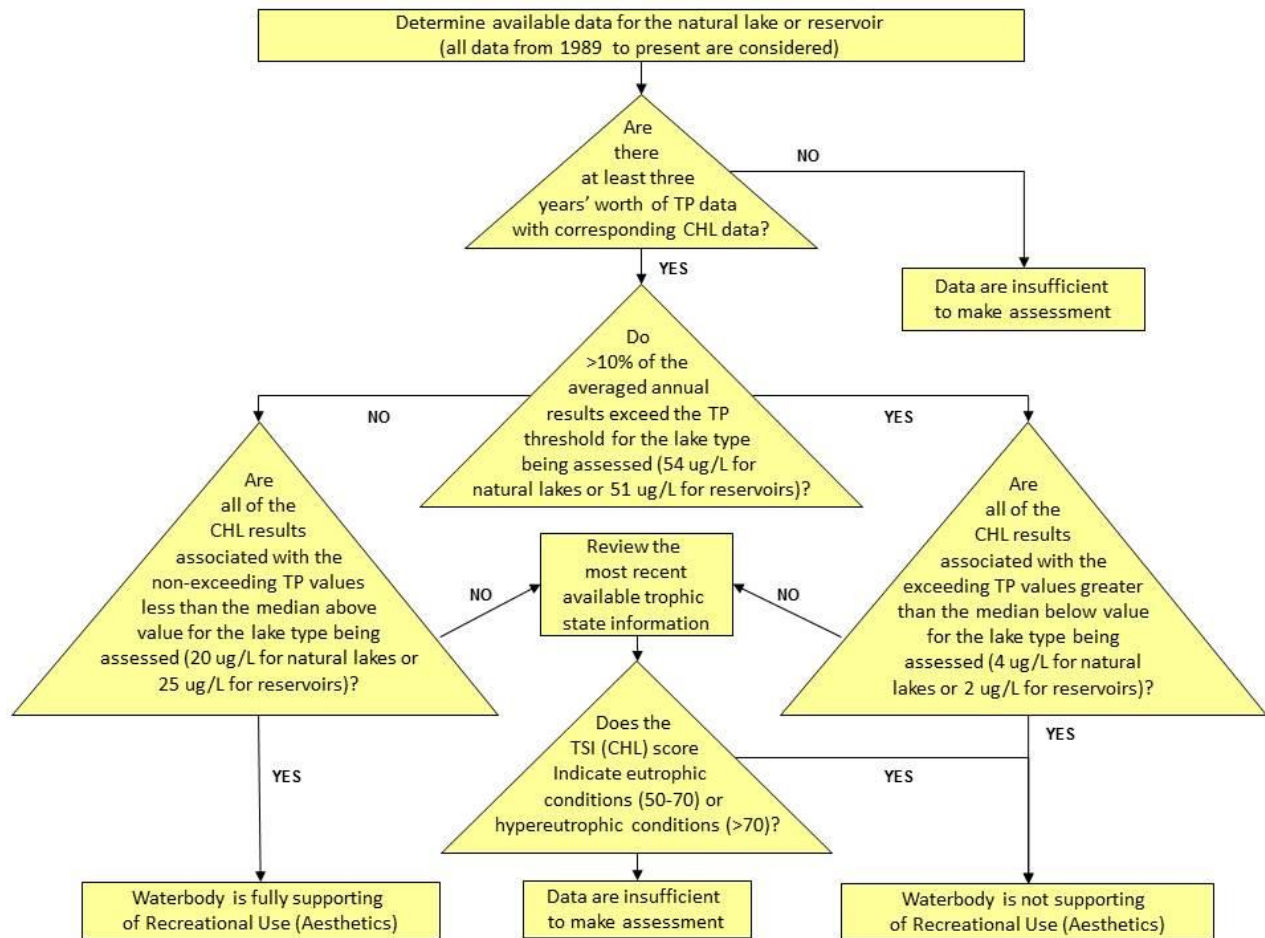 Determine available data for the natural lake or reservoir
(all data from 1989 to present are considered)
Are
there
at least three
years' worth of TP data
with corresponding CHL data?
NO
YES
Data are insufficient
to make assessment
Do
>10% of the
averaged annual
results exceed the TP
threshold for the lake type
being assessed (54 ug/L for
natural lakes or 51 ug/L for reservoirs)?
NO
YES
Are
all of the
CHL results
associated with the
non-exceeding TP values
less than the median above
value for the lake type being
assessed (20 ug/L for natural lakes or
25 ug/L for reservoirs)?
NO
Review the
most recent
available trophic
state information
NO
Are
all of the
CHL results
associated with the
exceeding TP values greater
than the median below value
for the lake type being
assessed (4 ug/L for natural
lakes or 2 ug/L for reservoirs)?
YES
Does the
TSI (CHL) score
Indicate eutrophic
conditions (50-70) or
hypereutrophic conditions (>70)?
YES
YES
Waterbody is fully supporting
of Recreational Use (Aesthetics)
Data are insufficient
to make assessment
Waterbody is not supporting
of Recreational Use (Aesthetics)